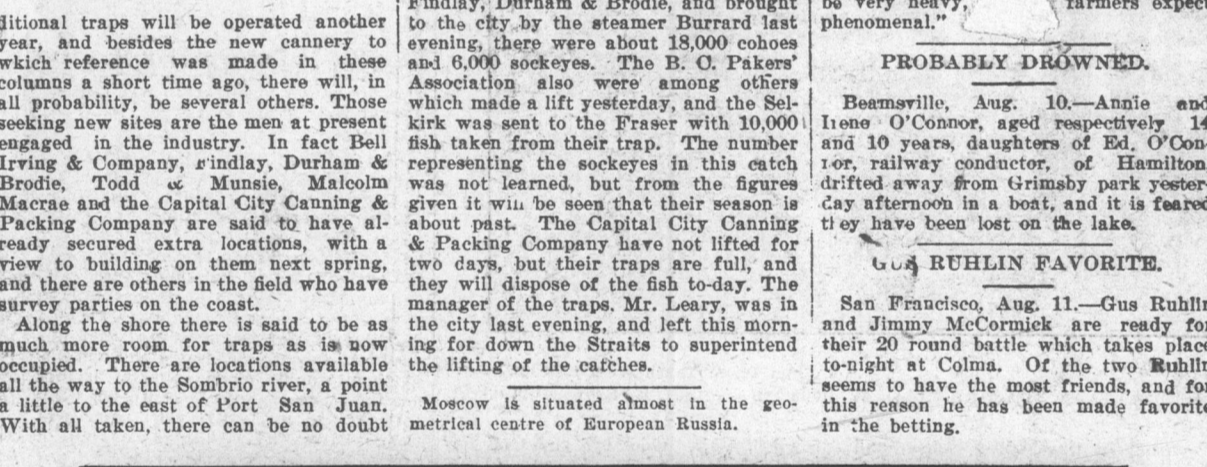 ditional traps will be operated another
year, and besides the new cannery to
which reference was made in these
columns a short time ago, there will, in
all probability, be several others. Those
seeking new sites are the men at present
engaged in the industry. In fact Bell
Irving & Company, Findlay, Durham &
Brodie, Todd & Munsie, Malcolm
Macrae and the Capital City Canning &
Packing Company are said to have al-
ready secured extra locations, with a
view to building on them next spring,
and there are others in the field who have
survey parties on the coast.
Along the shore there is said to be as
much more room for traps as is now
occupied. There are locations available
all the way to the Sombrio river, a point
a little to the east of Port San Juan.
With all taken, there can be no doubt
Findlay, Durham & Brodie, and brought
to the city by the steamer Burrard last
evening, there were about 18,000 cohoes
and 6,000 sockeyes. The B. C. Pakers'
Association also were among others
which made a lift yesterday, and the Sel-
kirk was sent to the Fraser with 10,000
fish taken from their trap. The number
representing the sockeyes in this catch
was not learned, but from the figures
given it will be seen that their season is
about past. The Capital City Canning
& Packing Company have not lifted for
two days, but their traps are full, and
they will dispose of the fish to-day. The
manager of the traps, Mr. Leary, was in
the city last evening, and left this morn-
ing for down the Straits to superintend
the lifting of the catches.
Moscow is situated almost in the geo-
metrical centre of European Russia.
be very heavy, farmers expect
phenomenal."
PROBABLY DROWNED.
Beamsville, Aug. 10.—Annie and
Irene O'Connor, aged respectively 14
and 10 years, daughters of Ed. O'Con-
nor, railway conductor, of Hamilton
drifted away from Grimsby park yester-
day afternoon in a boat, and it is feared
they have been lost on the lake.
GUS RUHLIN FAVORITE.
San Francisco, Aug. 11.—Gus Ruhlin
and Jimmy McCormick are ready for
their 20 round battle which takes place
to-night at Colma. Of the two Ruhlin
seems to have the most friends, and for
this reason he has been made favorite
in the betting.